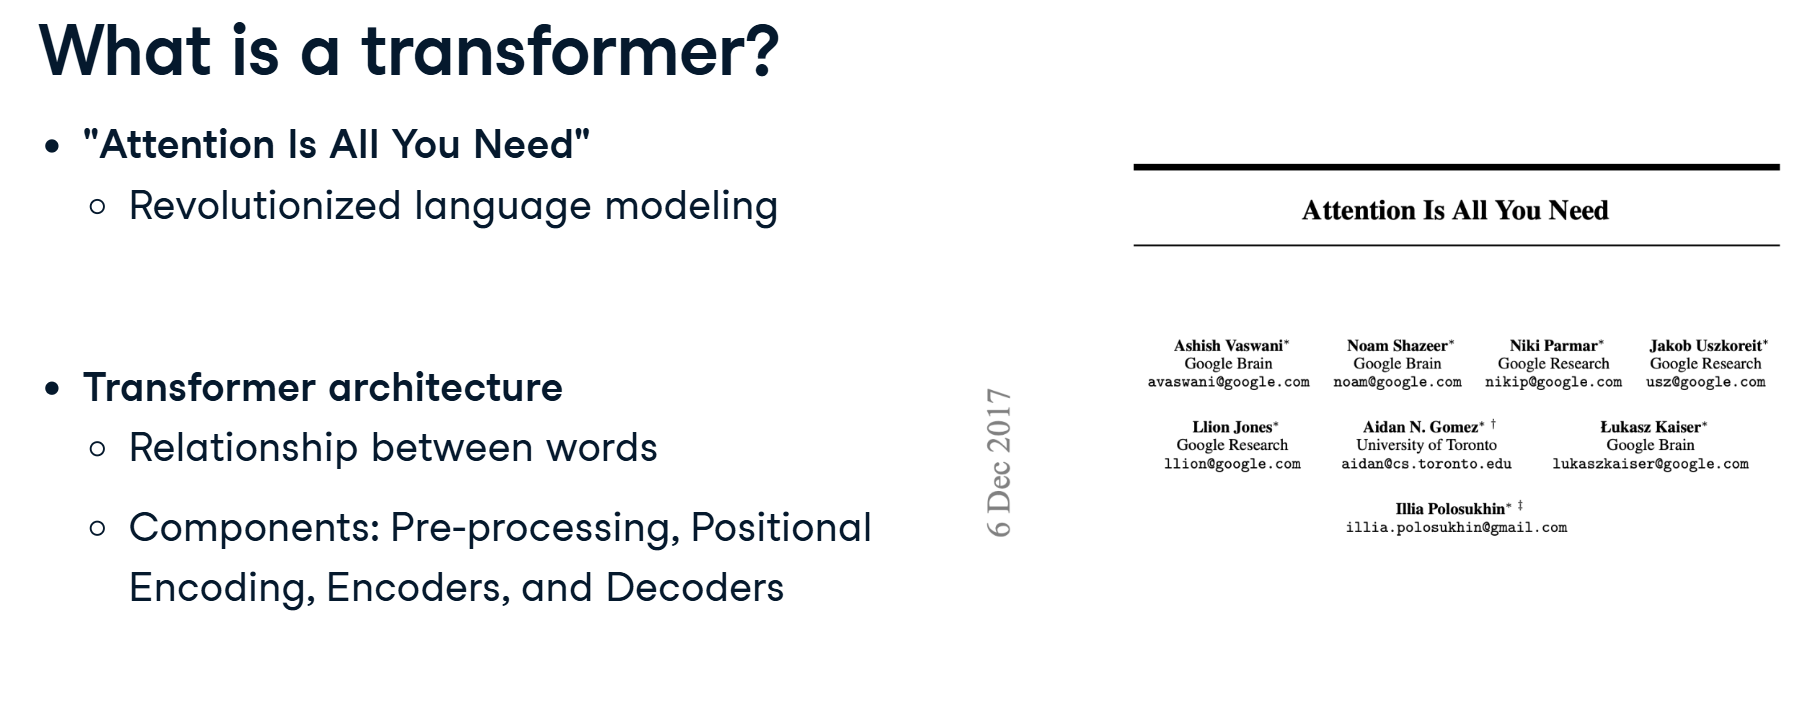 What is a transformer?
• "Attention Is All You Need"
○ Revolutionized language modeling
• Transformer architecture
○ Relationship between words
○ Components: Pre-processing, Positional
Encoding, Encoders, and Decoders
6 Dec 2017
Attention Is All You Need
Ashish Vaswani* Noam Shazeer* Niki Parmar* Jakob Uszkoreit*
Google Brain Google Brain Google Research Google Research
avaswani@google.com noam@google.com nikip@google.com usz@google.com
Llion Jones* Aidan N. Gomez* † Łukasz Kaiser*
Google Research University of Toronto Google Brain
llion@google.com aidan@cs.toronto.edu lukaszkaiser@google.com
Illia Polosukhin* ‡
illia.polosukhin@gmail.com